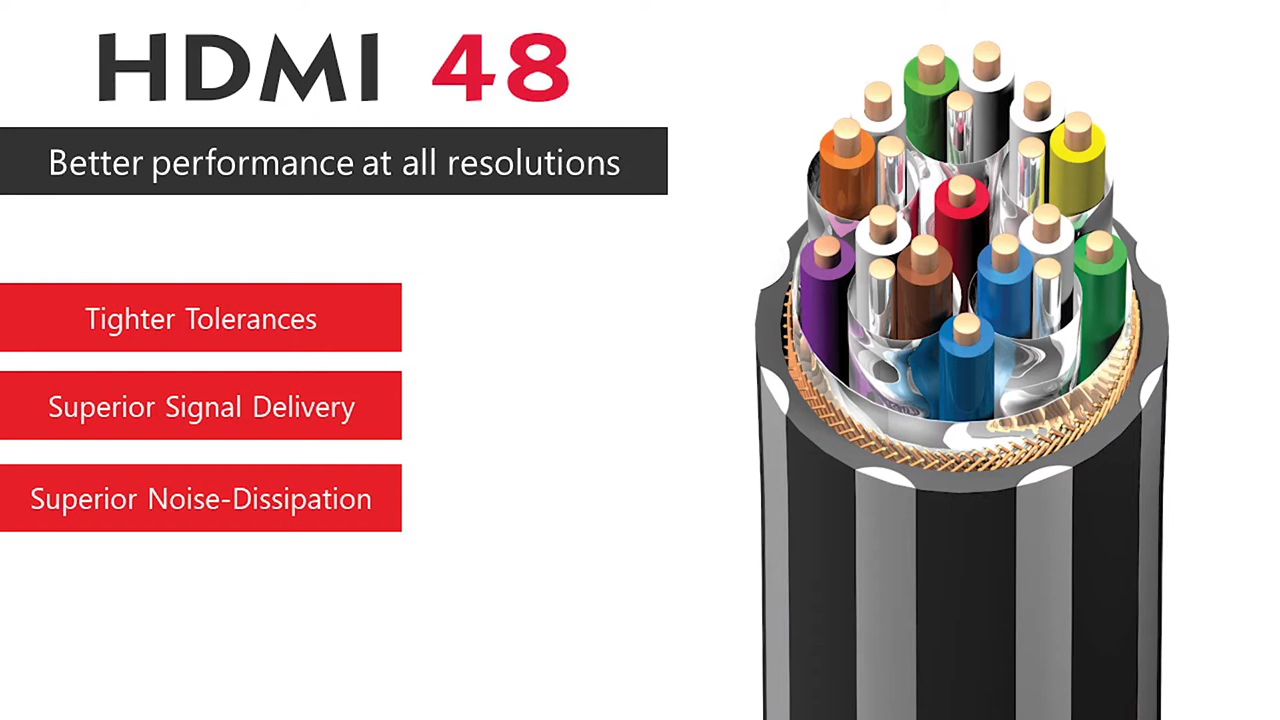 HDMI 48
Better performance at all resolutions
Tighter Tolerances
Superior Signal Delivery
Superior Noise-Dissipation